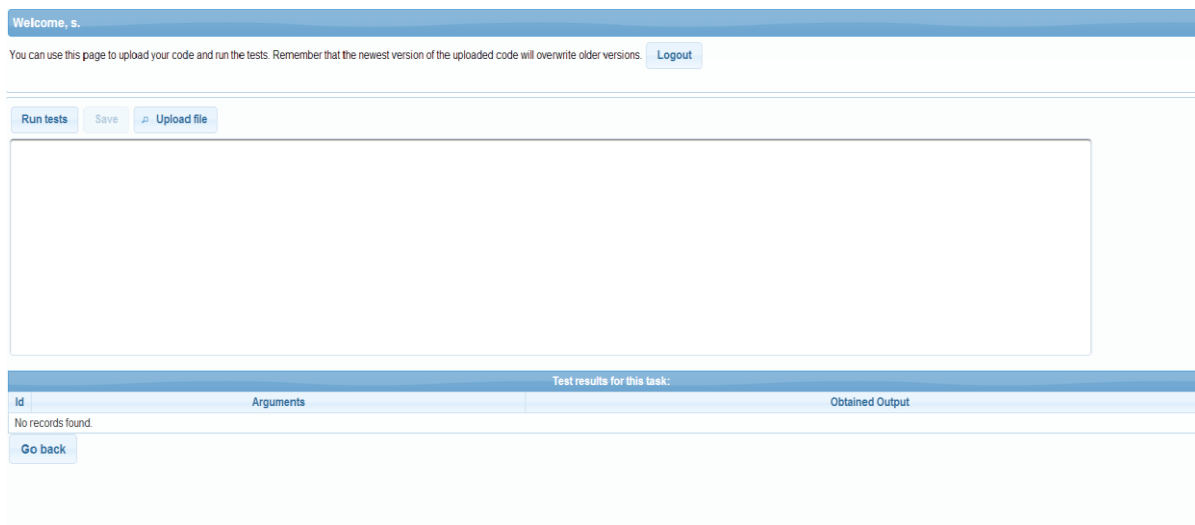 Welcome, s.
You can use this page to upload your code and run the tests. Remember that the newest version of the uploaded code will overwrite older versions. Logout
Run tests Save Upload file
Test results for this task:
Id Arguments Obtained Output
No records found.
Go back